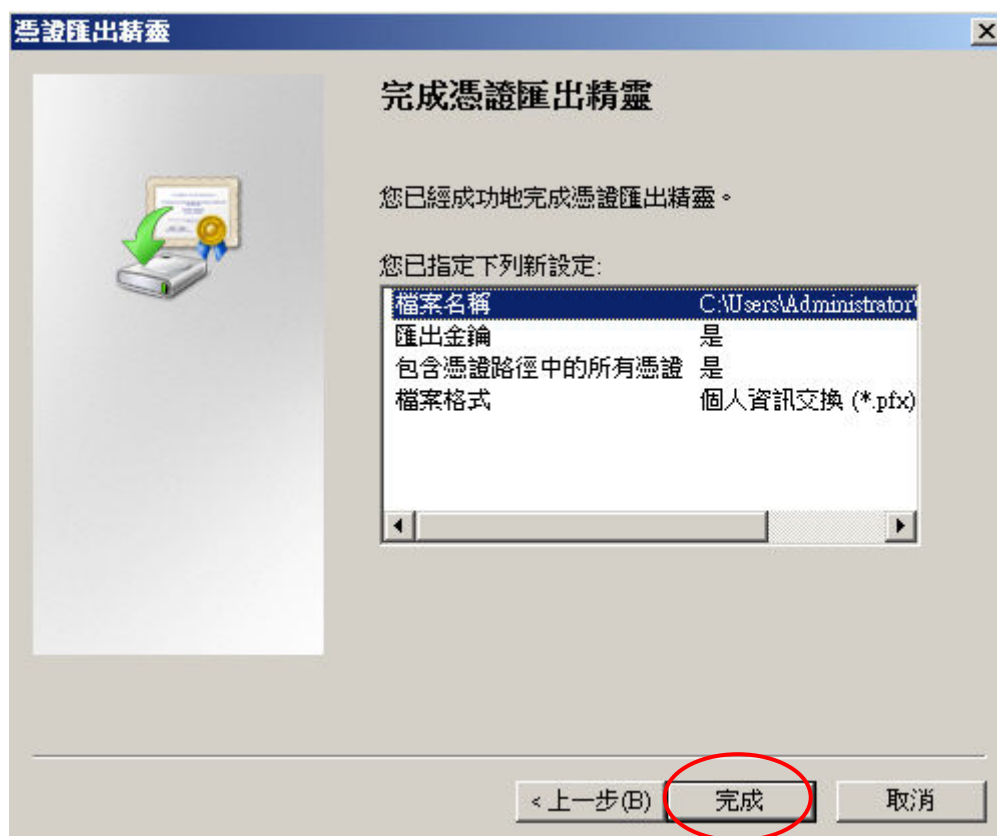 憑證匯出精靈
完成憑證匯出精靈
您已經成功地完成憑證匯出精靈。
您已指定下列新設定:
檔案名稱 C:\Users\Administrator\
匯出金鑰 是
包含憑證路徑中的所有憑證 是
檔案格式 個人資訊交換 (*.pfx)
<上一步(B) 完成 取消